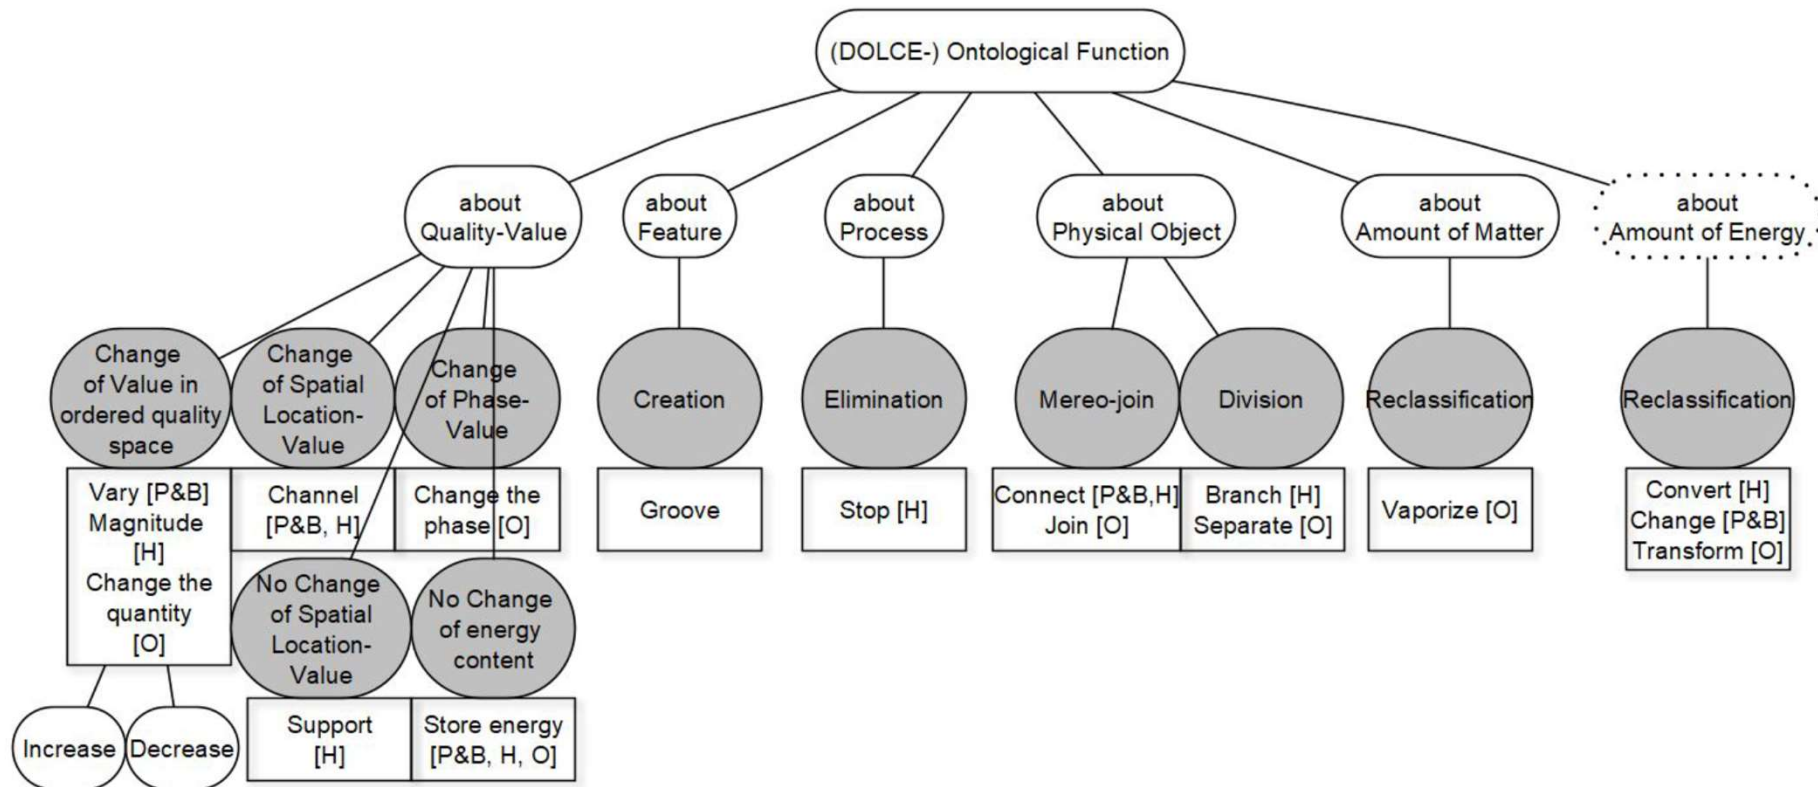 (DOLCE-) Ontological Function
about
Quality-Value
about
Feature
about
Process
about
Physical Object
about
Amount of Matter
about
Amount of Energy
Change
of Value in
ordered quality
space
Change
of Spatial
Location-
Value
Change
of Phase-
Value
Creation
Elimination
Mereo-join
Division
Reclassification
Reclassification
Vary [P&B]
Magnitude
[H]
Change the
quantity
[O]
Channel
[P&B, H]
Change the
phase [O]
Groove
Stop [H]
Connect [P&B,H]
Join [O]
Branch [H]
Separate [O]
Vaporize [O]
Convert [H]
Change [P&B]
Transform [O]
No Change
of Spatial
Location-
Value
No Change
of energy
content
Increase
Decrease
Support
[H]
Store energy
[P&B, H, O]